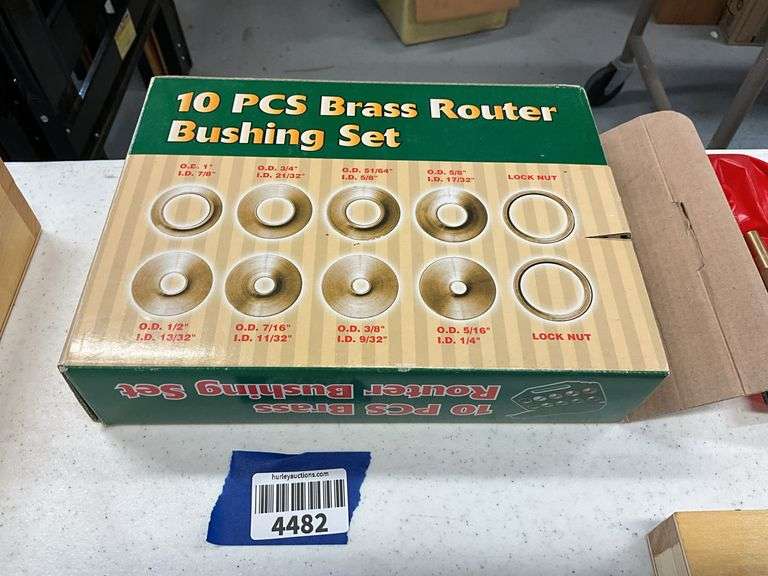 10 PCS Brass Router
Bushing Set
O.D. 1"
I.D. 7/8"
O.D. 3/4"
I.D. 21/32"
O.D. 51/64"
I.D. 5/8"
O.D. 5/8"
I.D. 17/32"
LOCK NUT
O.D. 1/2"
I.D. 13/32"
O.D. 7/16"
I.D. 11/32"
O.D. 3/8"
I.D. 9/32"
O.D. 5/16"
I.D. 1/4"
LOCK NUT
10 PCS Brass
Router Bushing Set
hurleyauctions.com
4482